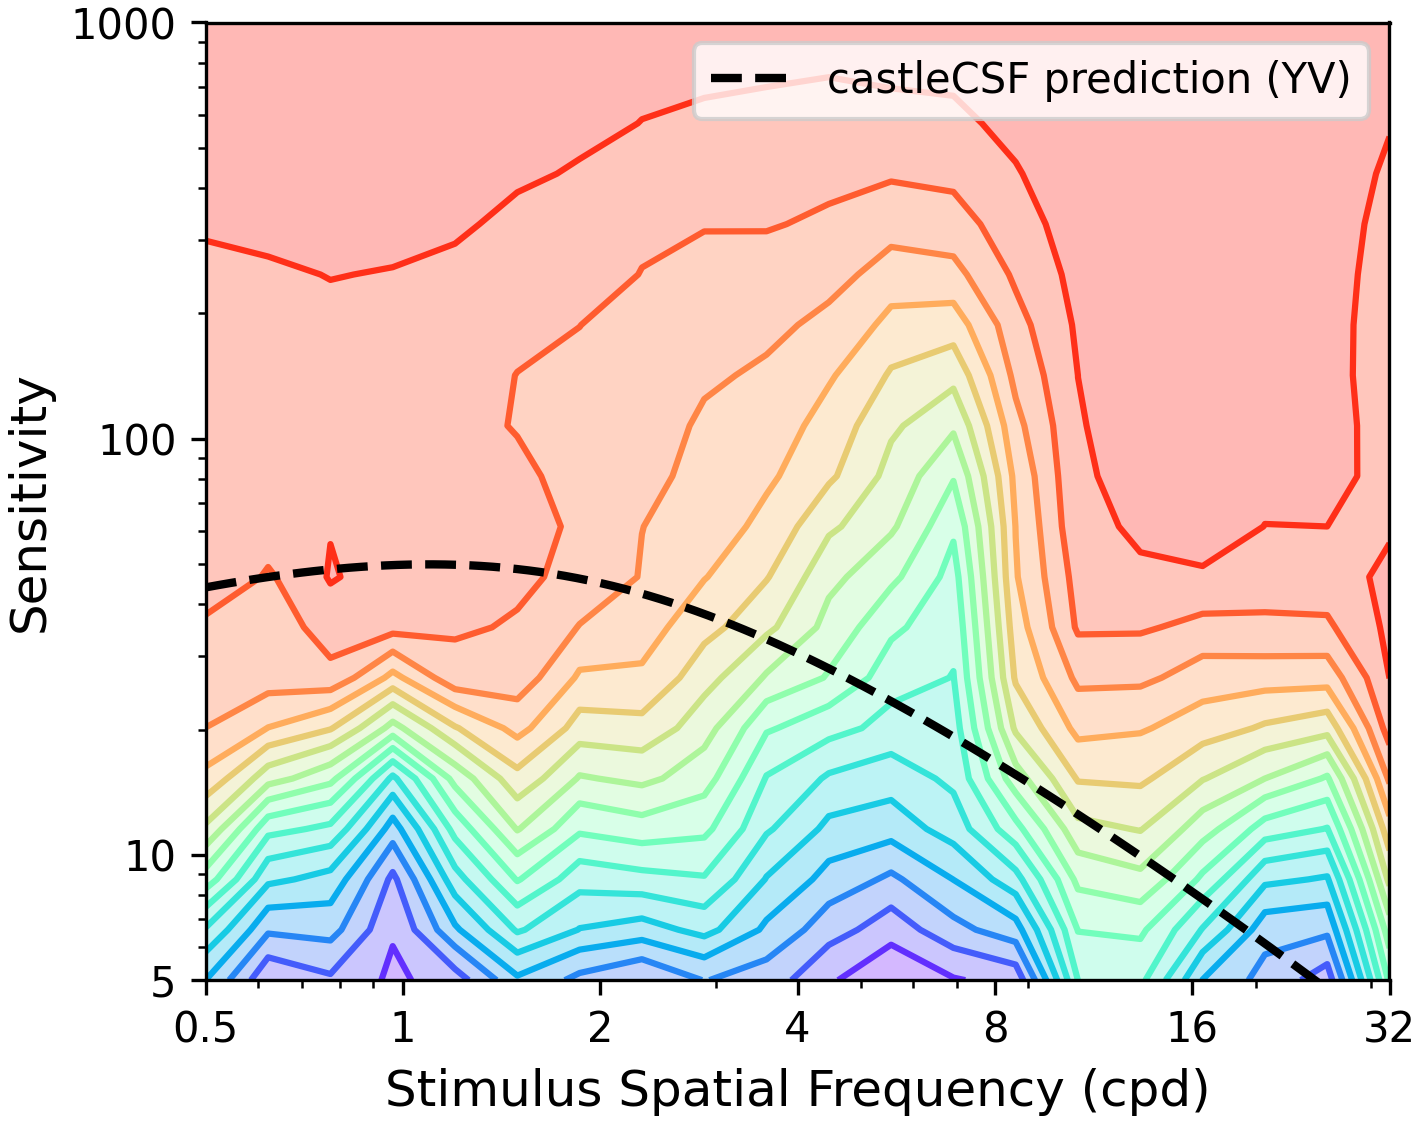 1000
100
10
5
Sensitivity
castleCSF prediction (YV)
0.5 1 2 4 8 16 32
Stimulus Spatial Frequency (cpd)